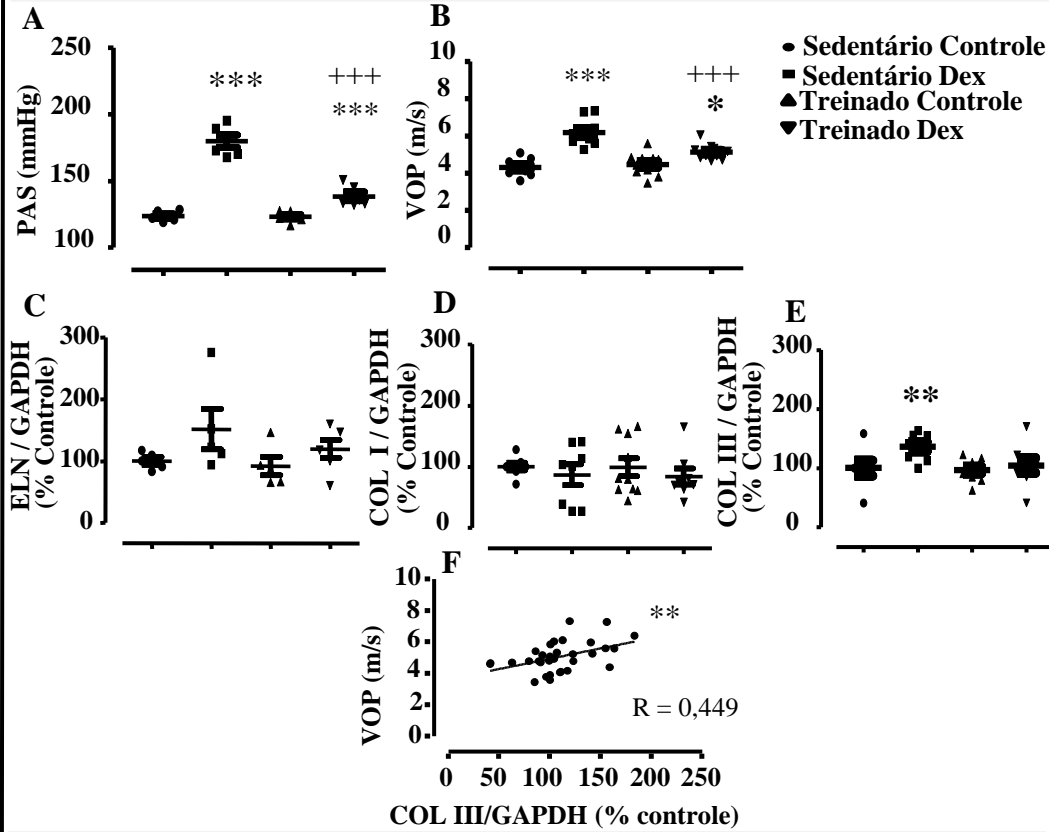 A
PAS (mmHg)
250
200
150
100
***
+++
***
B
VOP (m/s)
10
8
6
4
2
0
***
+++
*
Sedentário Controle
Sedentário Dex
Treinado Controle
Treinado Dex
C
ELN / GAPDH
(% Controle)
300
200
100
0
D
COL I / GAPDH
(% Controle)
300
200
100
0
E
COL III / GAPDH
(% Controle)
300
200
100
0
**
F
VOP (m/s)
10
8
6
4
2
0
**
R = 0,449
0 50 100 150 200 250
COL III/GAPDH (% controle)